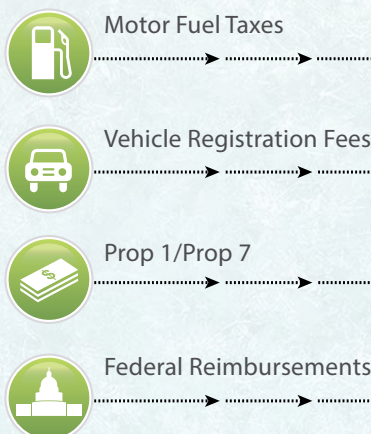 Motor Fuel Taxes
Vehicle Registration Fees
Prop 1/Prop 7
Federal Reimbursements